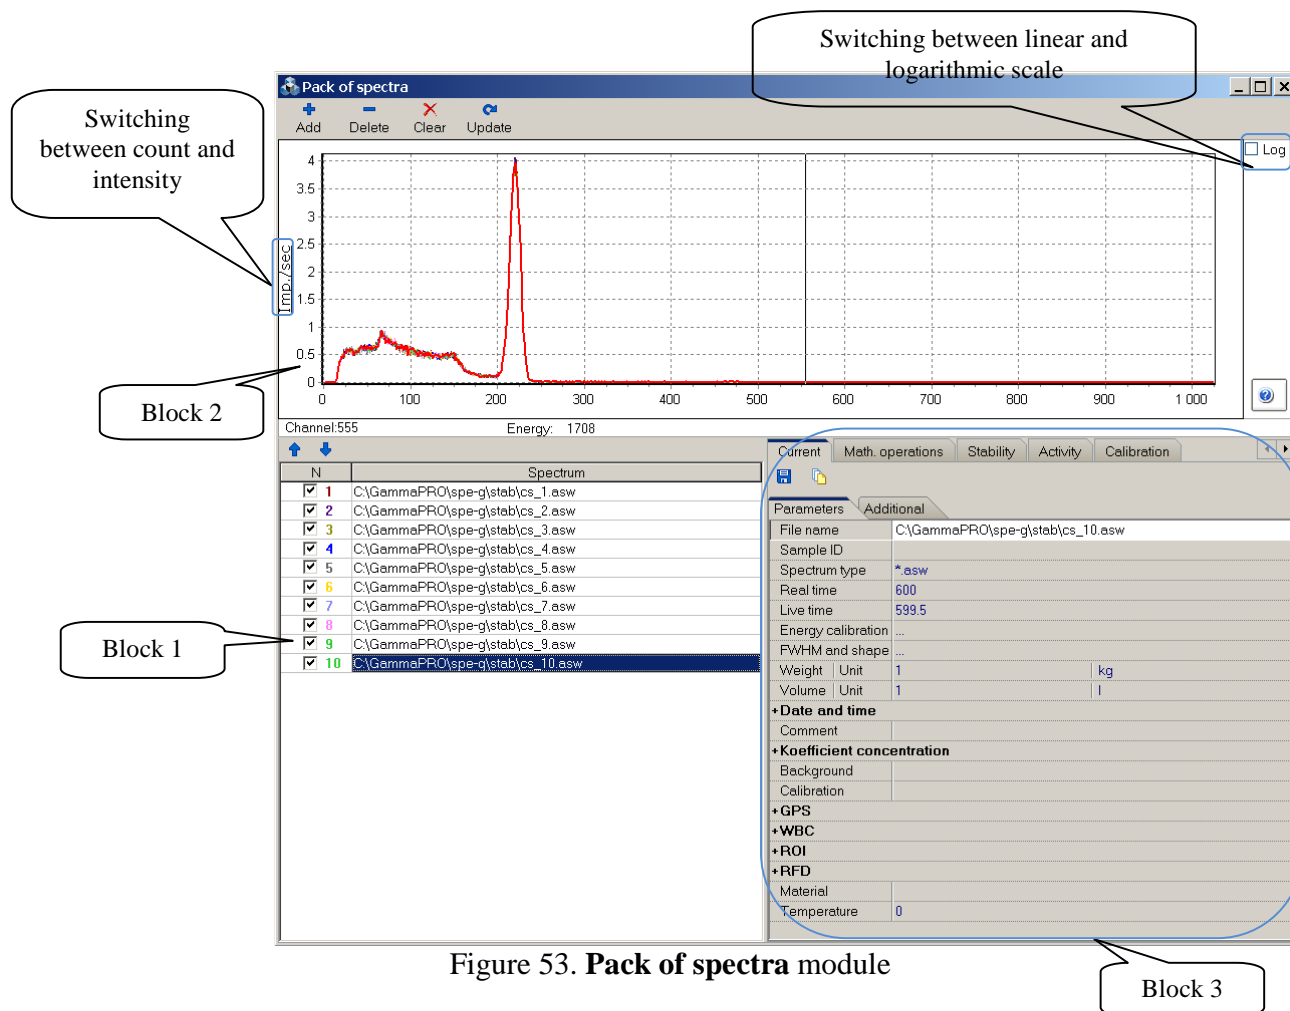 Switching between linear and
logarithmic scale
Switching
between count and
intensity
Pack of spectra
Add Delete Clear Update
Log
Imp./sec
4
3.5
3
2.5
2
1.5
1
0.5
0
0 100 200 300 400 500 600 700 800 900 1 000
Block 2
Channel:555 Energy: 1708
N Spectrum
1 C:\GammaPRO\spe-g\stab\cs_1.asw
2 C:\GammaPRO\spe-g\stab\cs_2.asw
3 C:\GammaPRO\spe-g\stab\cs_3.asw
4 C:\GammaPRO\spe-g\stab\cs_4.asw
5 C:\GammaPRO\spe-g\stab\cs_5.asw
6 C:\GammaPRO\spe-g\stab\cs_6.asw
7 C:\GammaPRO\spe-g\stab\cs_7.asw
8 C:\GammaPRO\spe-g\stab\cs_8.asw
9 C:\GammaPRO\spe-g\stab\cs_9.asw
10 C:\GammaPRO\spe-g\stab\cs_10.asw
Block 1
Current Math. operations Stability Activity Calibration
Parameters Additional
File name C:\GammaPRO\spe-g\stab\cs_10.asw
Sample ID
Spectrum type *.asw
Real time 600
Live time 599.5
Energy calibration ...
FWHM and shape ...
Weight Unit 1 kg
Volume Unit 1 l
+Date and time
Comment
+Koefficient concentration
Background
Calibration
+GPS
+WBC
+ROI
+RFD
Material
Temperature 0
Figure 53. Pack of spectra module
Block 3